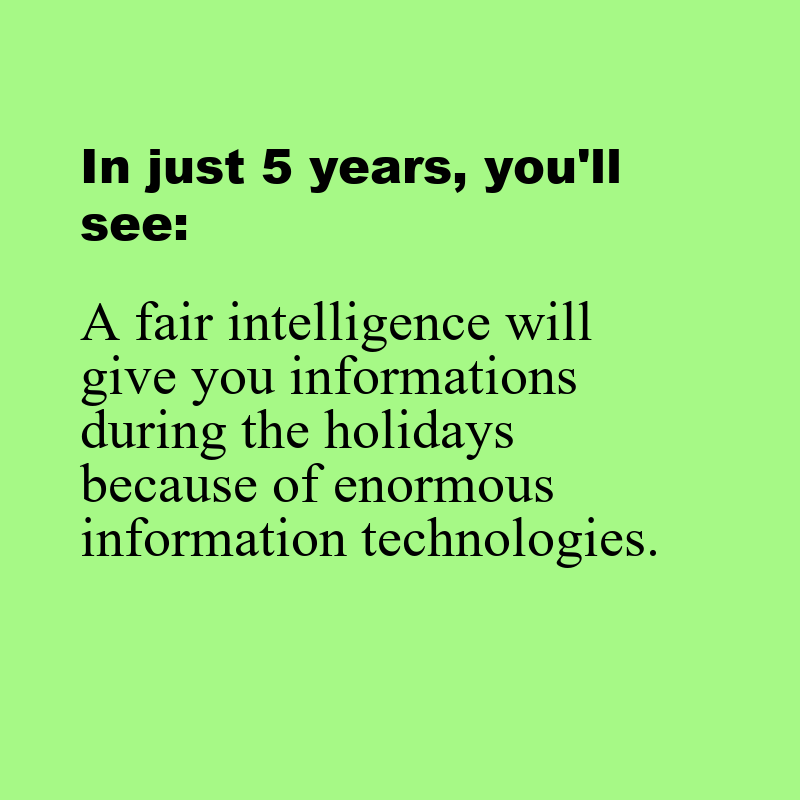 In just 5 years, you'll
see:
A fair intelligence will
give you informations
during the holidays
because of enormous
information technologies.